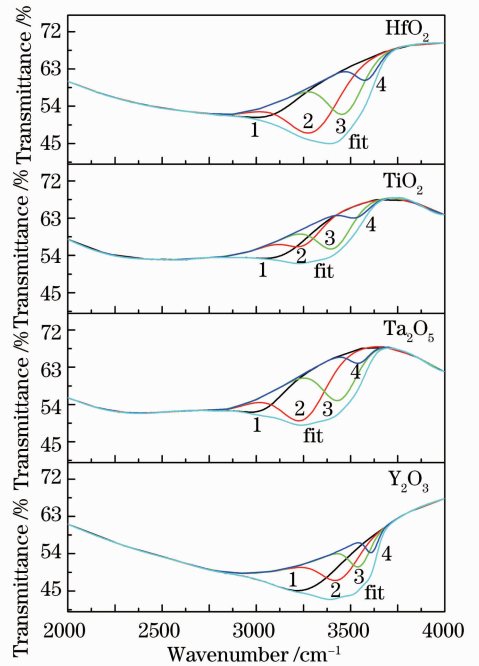 HfO₂
Transmittance /%
72
63
54
45
1
2
3
4
fit
TiO₂
Transmittance /%
72
63
54
45
1
2
3
4
fit
Ta₂O₅
Transmittance /%
72
63
54
45
1
2
3
4
fit
Y₂O₃
Transmittance /%
72
63
54
45
1
2
3
4
fit
2000 2500 3000 3500 4000
Wavenumber /cm⁻¹